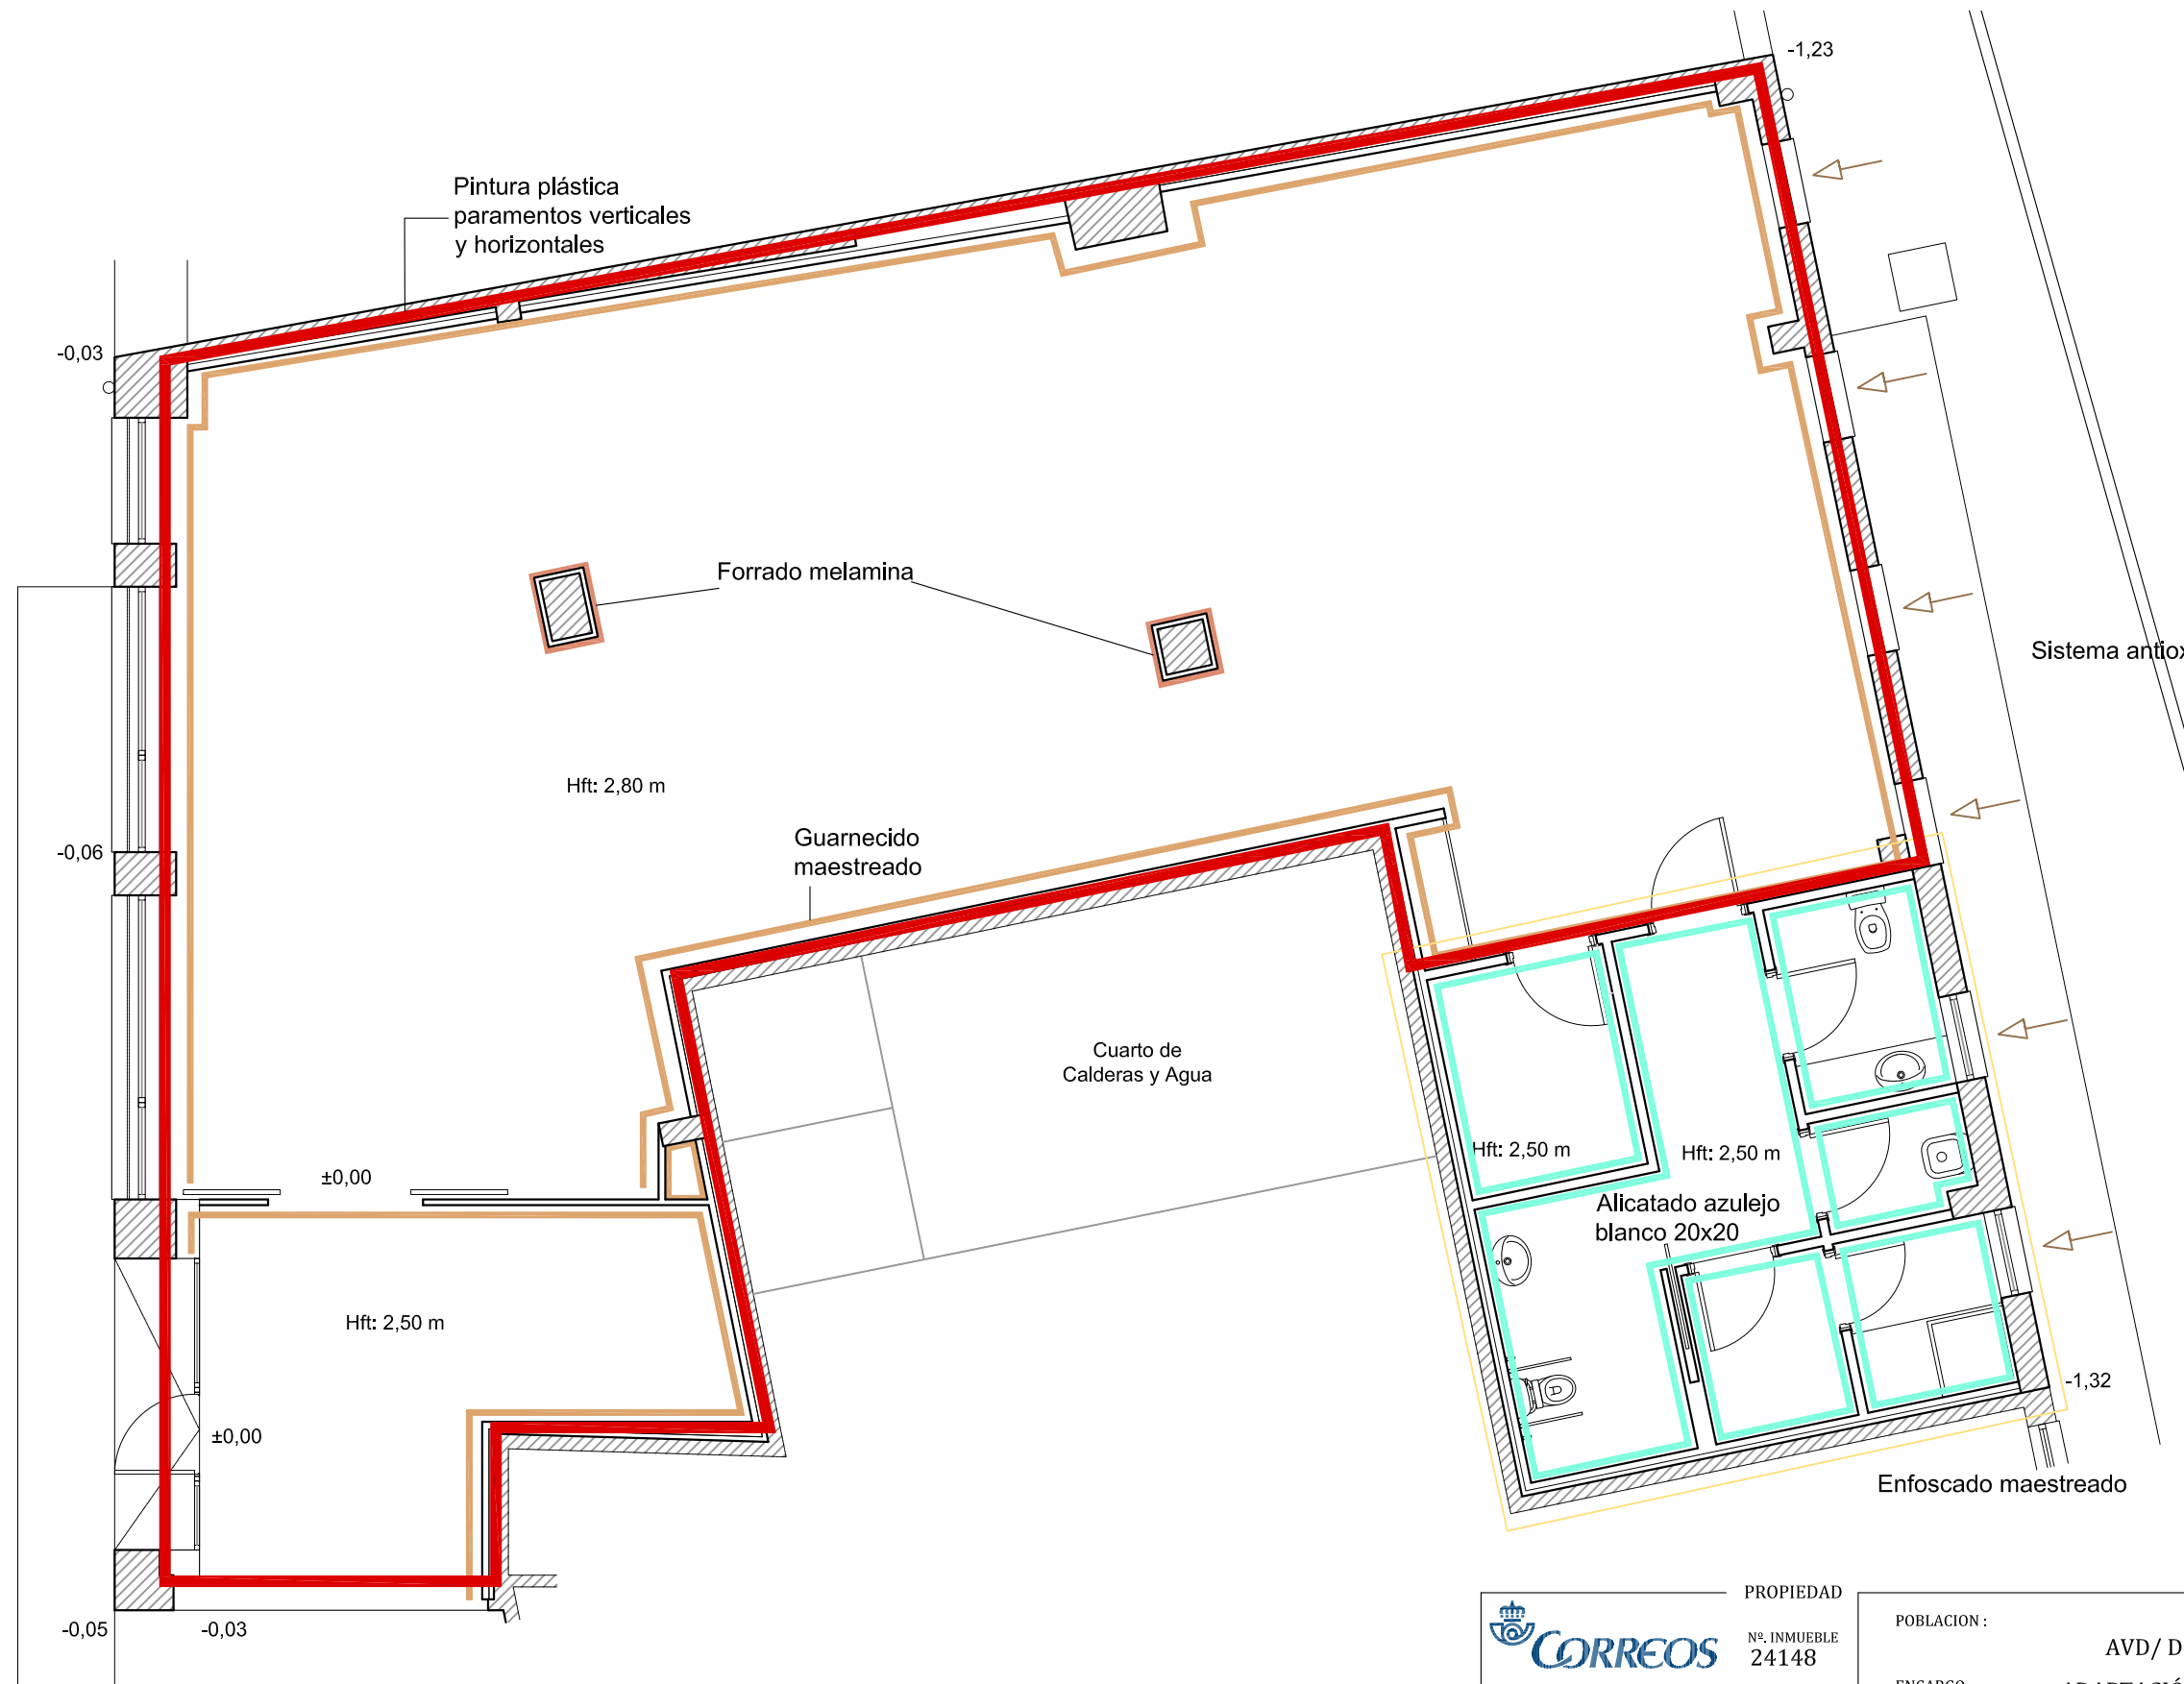 -1,23
Pintura plástica
paramentos verticales
y horizontales
-0,03
Forrado melamina
Sistema antiox
Hft: 2,80 m
Guarnecido
maestreado
-0,06
Cuarto de
Calderas y Agua
Hft: 2,50 m
Hft: 2,50 m
±0,00
Alicatado azulejo
blanco 20x20
Hft: 2,50 m
-1,32
±0,00
Enfoscado maestreado
-0,05
-0,03
PROPIEDAD
CORREOS
Nº. INMUEBLE
24148
POBLACION :
AVD/ D